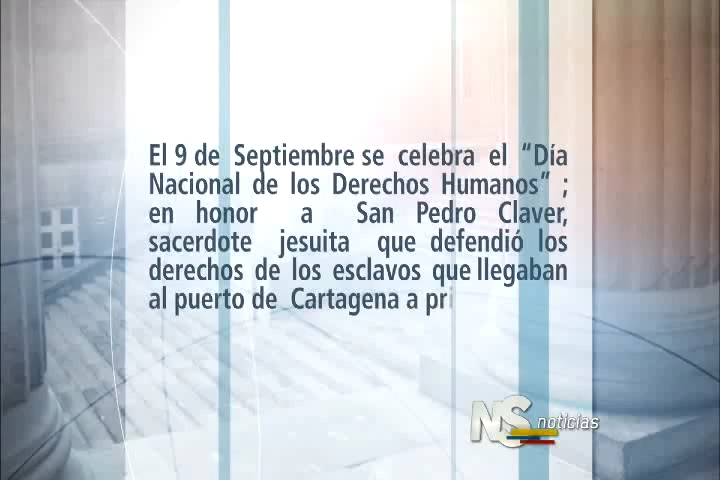 El 9 de Septiembre se celebra el “Día
Nacional de los Derechos Humanos” ;
en honor a San Pedro Claver,
sacerdote jesuita que defendió los
derechos de los esclavos que llegaban
al puerto de Cartagena a pri
NS noticias